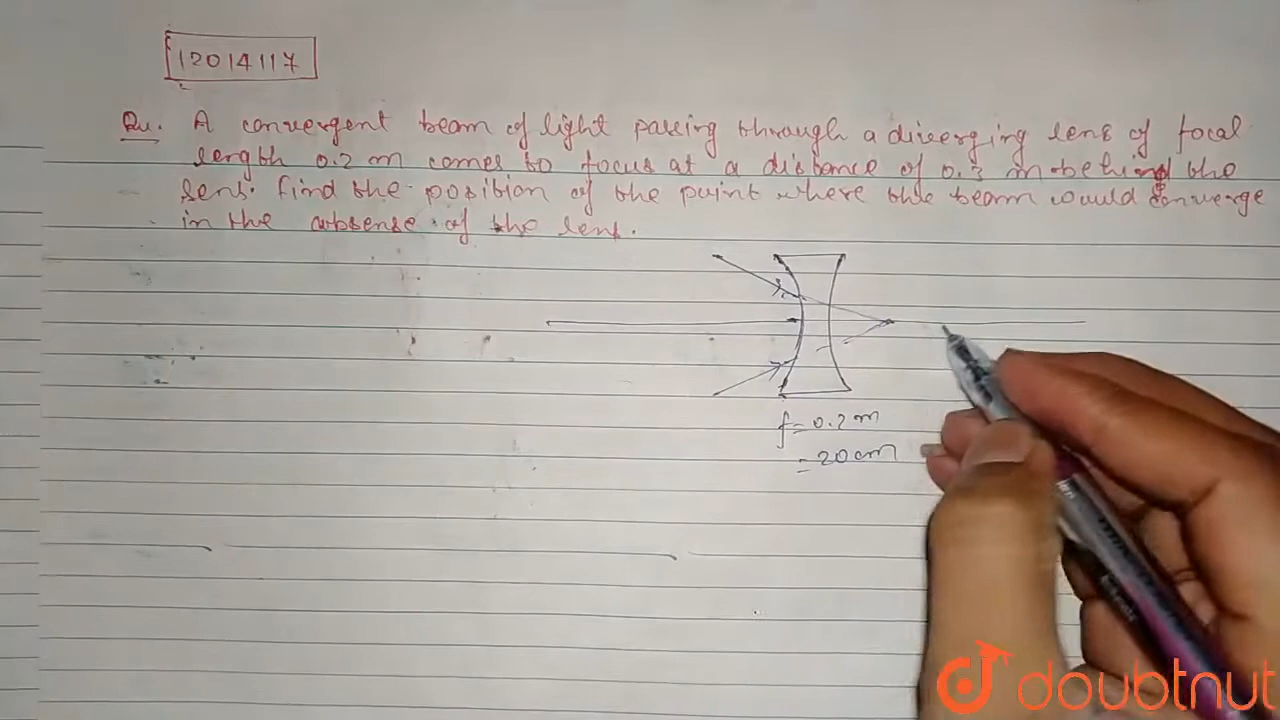 12014117
Qu. A convergent beam of light passing through a diverging lens of focal
length 0.2 m comes to focus at a distance of 0.3 m behind the
lens. find the position of the point where the beam would converge
in the absense of the lens.
f = 0.2 m
= 20 cm
doubtnut